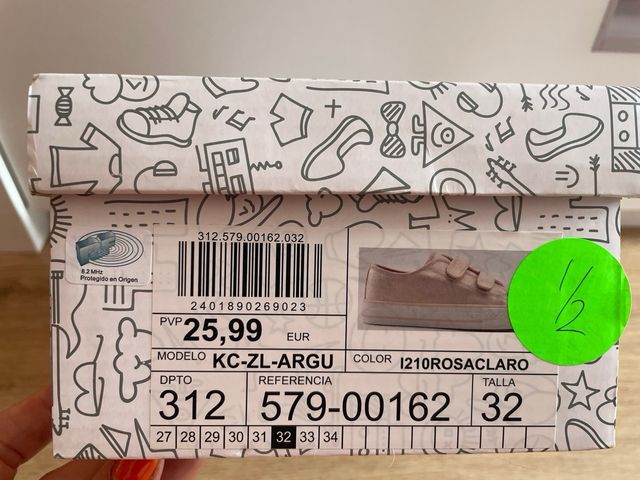 312.579.00162.032
2401890269023
8.2 MHz
Protegido en Origen
PVP 25,99 EUR
1/2
MODELO KC-ZL-ARGU COLOR I210ROSACLARO
DPTO REFERENCIA TALLA
312 579-00162 32
27 28 29 30 31 32 33 34